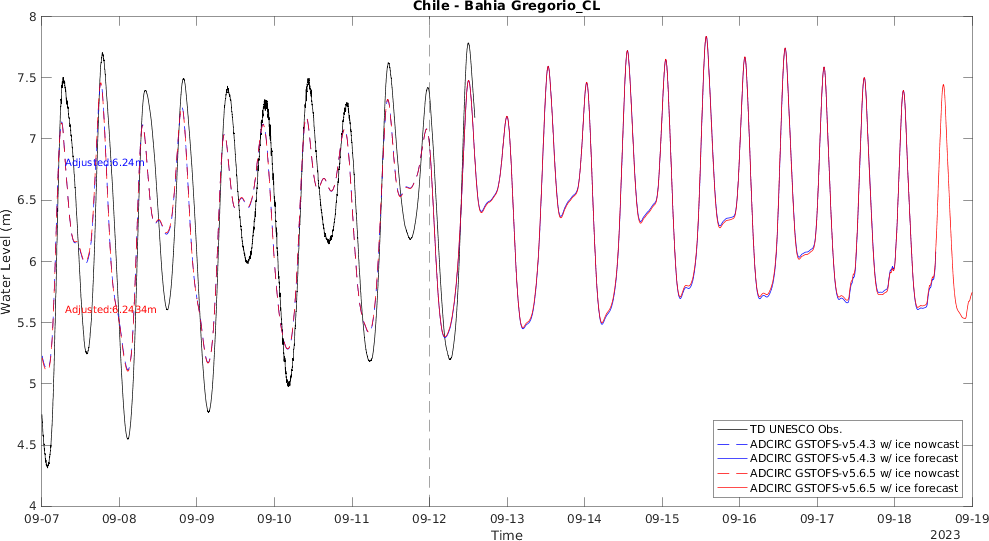 Chile - Bahia Gregorio_CL
8
7.5
7
6.5
6
5.5
5
4.5
4
Water Level (m)
Adjusted:6.24m
Adjusted:6.2434m
TD UNESCO Obs.
ADCIRC GSTOFS-v5.4.3 w/ ice nowcast
ADCIRC GSTOFS-v5.4.3 w/ ice forecast
ADCIRC GSTOFS-v5.6.5 w/ ice nowcast
ADCIRC GSTOFS-v5.6.5 w/ ice forecast
09-07 09-08 09-09 09-10 09-11 09-12 09-13 09-14 09-15 09-16 09-17 09-18 09-19
Time
2023